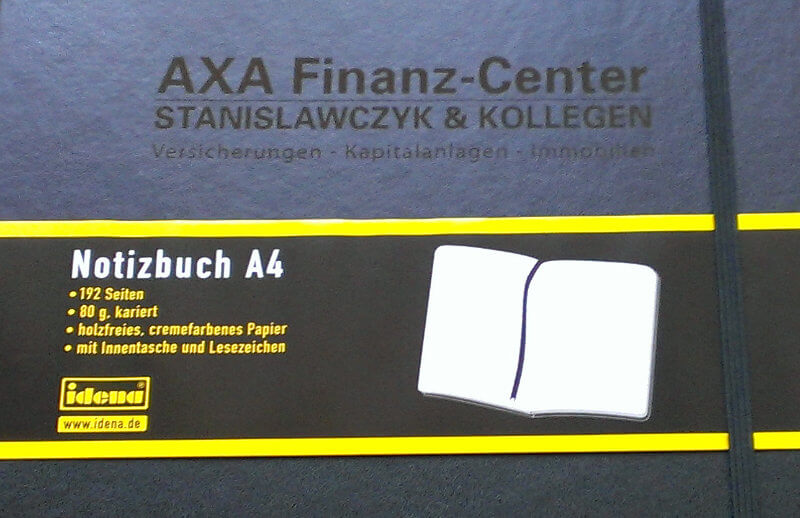 AXA Finanz-Center
STANISLAWCZYK & KOLLEGEN
Versicherungen - Kapitalanlagen - Immobilien
Notizbuch A4
• 192 Seiten
• 80 g, kariert
• holzfreies, cremefarbenes Papier
• mit Innentasche und Lesezeichen
idena®
www.idena.de